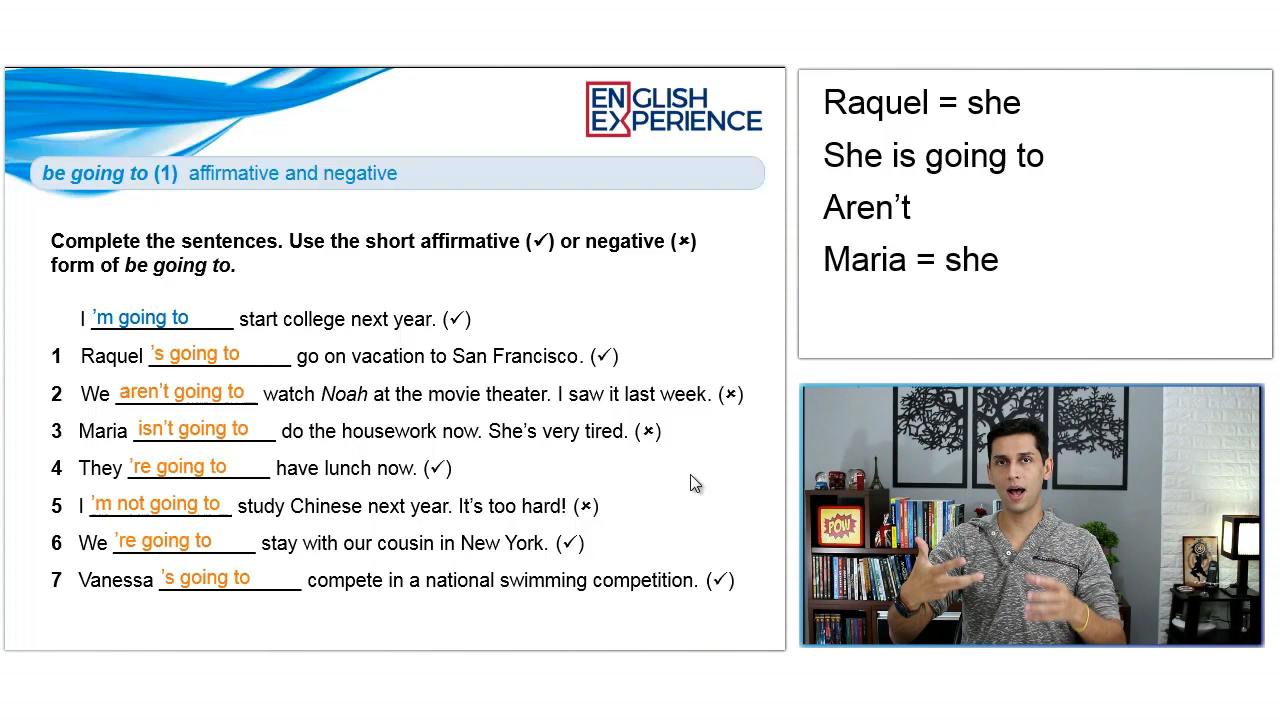 ENGLISH
EXPERIENCE
be going to (1) affirmative and negative
Complete the sentences. Use the short affirmative (✓) or negative (×)
form of be going to.
I ’m going to start college next year. (✓)
1 Raquel ’s going to go on vacation to San Francisco. (✓)
2 We aren’t going to watch Noah at the movie theater. I saw it last week. (×)
3 Maria isn’t going to do the housework now. She’s very tired. (×)
4 They ’re going to have lunch now. (✓)
5 I ’m not going to study Chinese next year. It’s too hard! (×)
6 We ’re going to stay with our cousin in New York. (✓)
7 Vanessa ’s going to compete in a national swimming competition. (✓)
Raquel = she
She is going to
Aren’t
Maria = she
POW